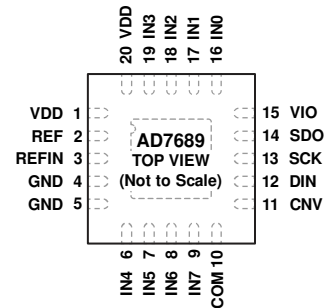 20 VDD
19 IN3
18 IN2
17 IN1
16 IN0
VDD 1
REF 2
REFIN 3
GND 4
GND 5
AD7689
TOP VIEW
(Not to Scale)
15 VIO
14 SDO
13 SCK
12 DIN
11 CNV
IN4 6
IN5 7
IN6 8
IN7 9
COM 10